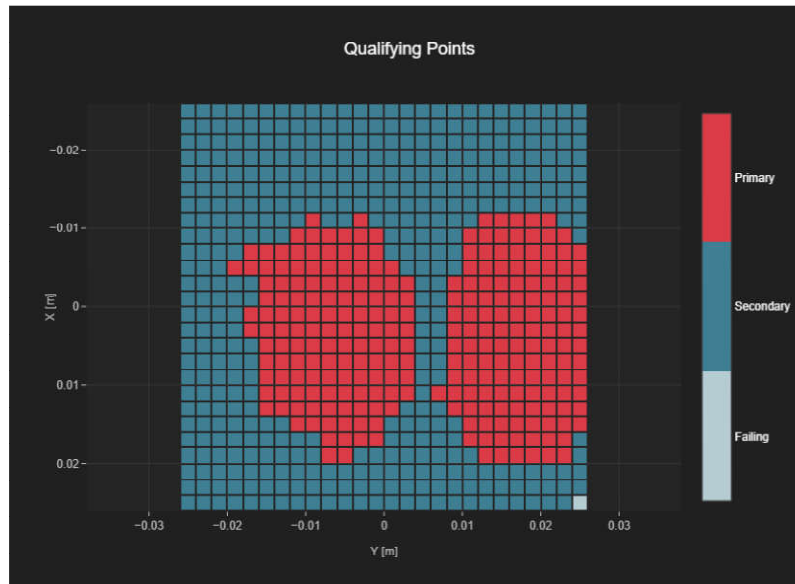 Qualifying Points
−0.02
−0.01
0
0.01
0.02
X [m]
−0.03
−0.02
−0.01
0
0.01
0.02
0.03
Y [m]
Primary
Secondary
Failing